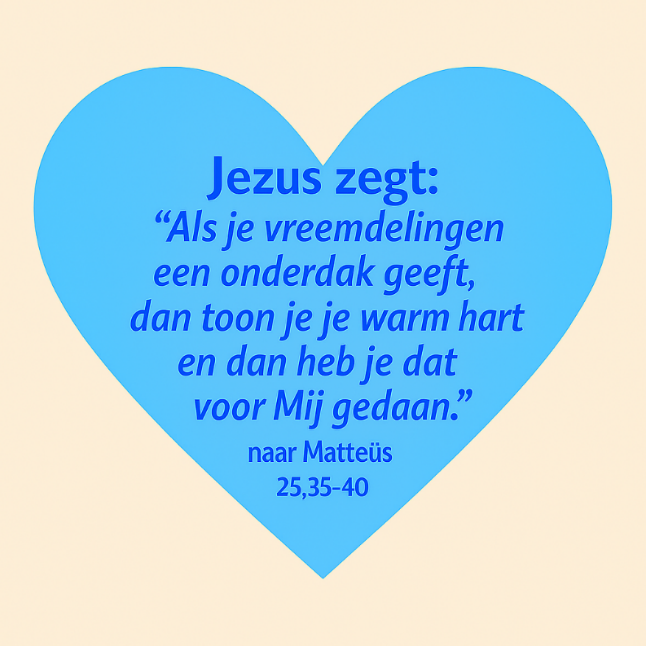 Jezus zegt:
“Als je vreemdelingen
een onderdak geeft,
dan toon je je warm hart
en dan heb je dat
voor Mij gedaan.”
naar Matteüs
25,35-40